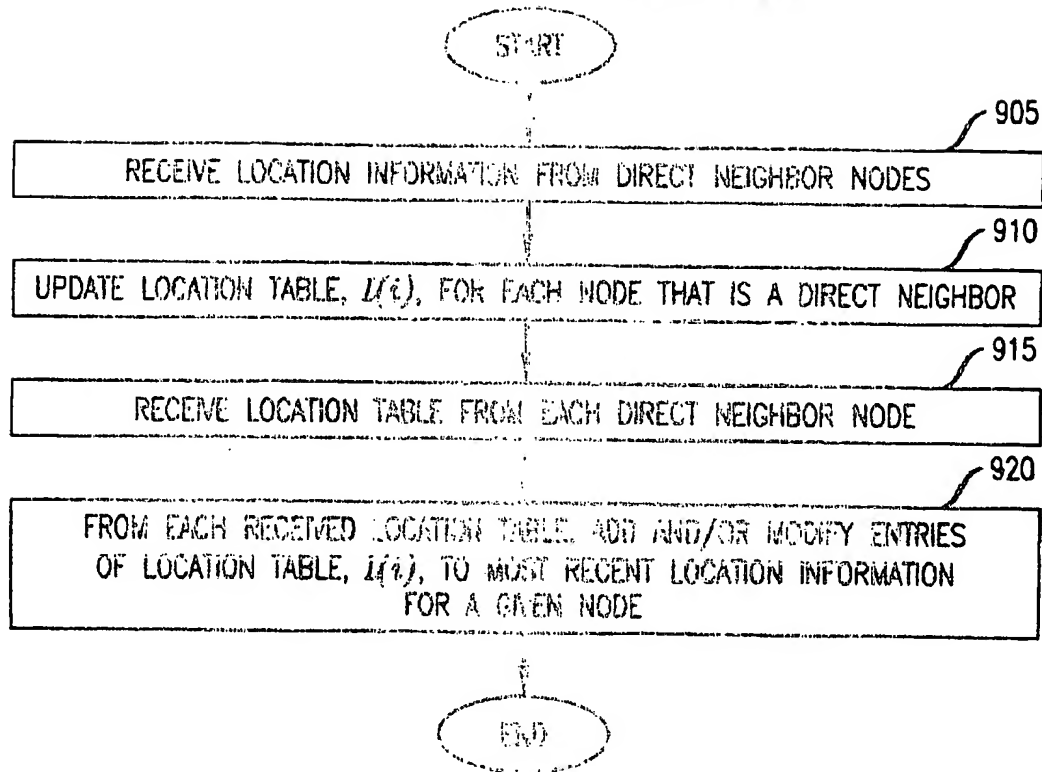 START
905
RECEIVE LOCATION INFORMATION FROM DIRECT NEIGHBOR NODES
910
UPDATE LOCATION TABLE, L(i), FOR EACH NODE THAT IS A DIRECT NEIGHBOR
915
RECEIVE LOCATION TABLE FROM EACH DIRECT NEIGHBOR NODE
920
FROM EACH RECEIVED LOCATION TABLE, ADD AND/OR MODIFY ENTRIES
OF LOCATION TABLE, L(i), TO MOST RECENT LOCATION INFORMATION
FOR A GIVEN NODE
END